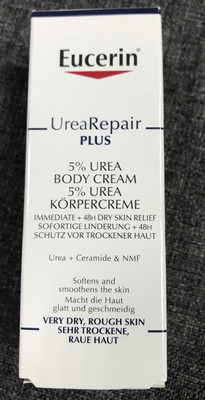 Eucerin®
UreaRepair
PLUS
5% UREA
BODY CREAM
5% UREA
KÖRPERCREME
IMMEDIATE + 48H DRY SKIN RELIEF
SOFORTIGE LINDERUNG + 48H
SCHUTZ VOR TROCKENER HAUT
Urea + Ceramide & NMF
Softens and
smoothens the skin
Macht die Haut
glatt und geschmeidig
VERY DRY, ROUGH SKIN
SEHR TROCKENE,
RAUE HAUT